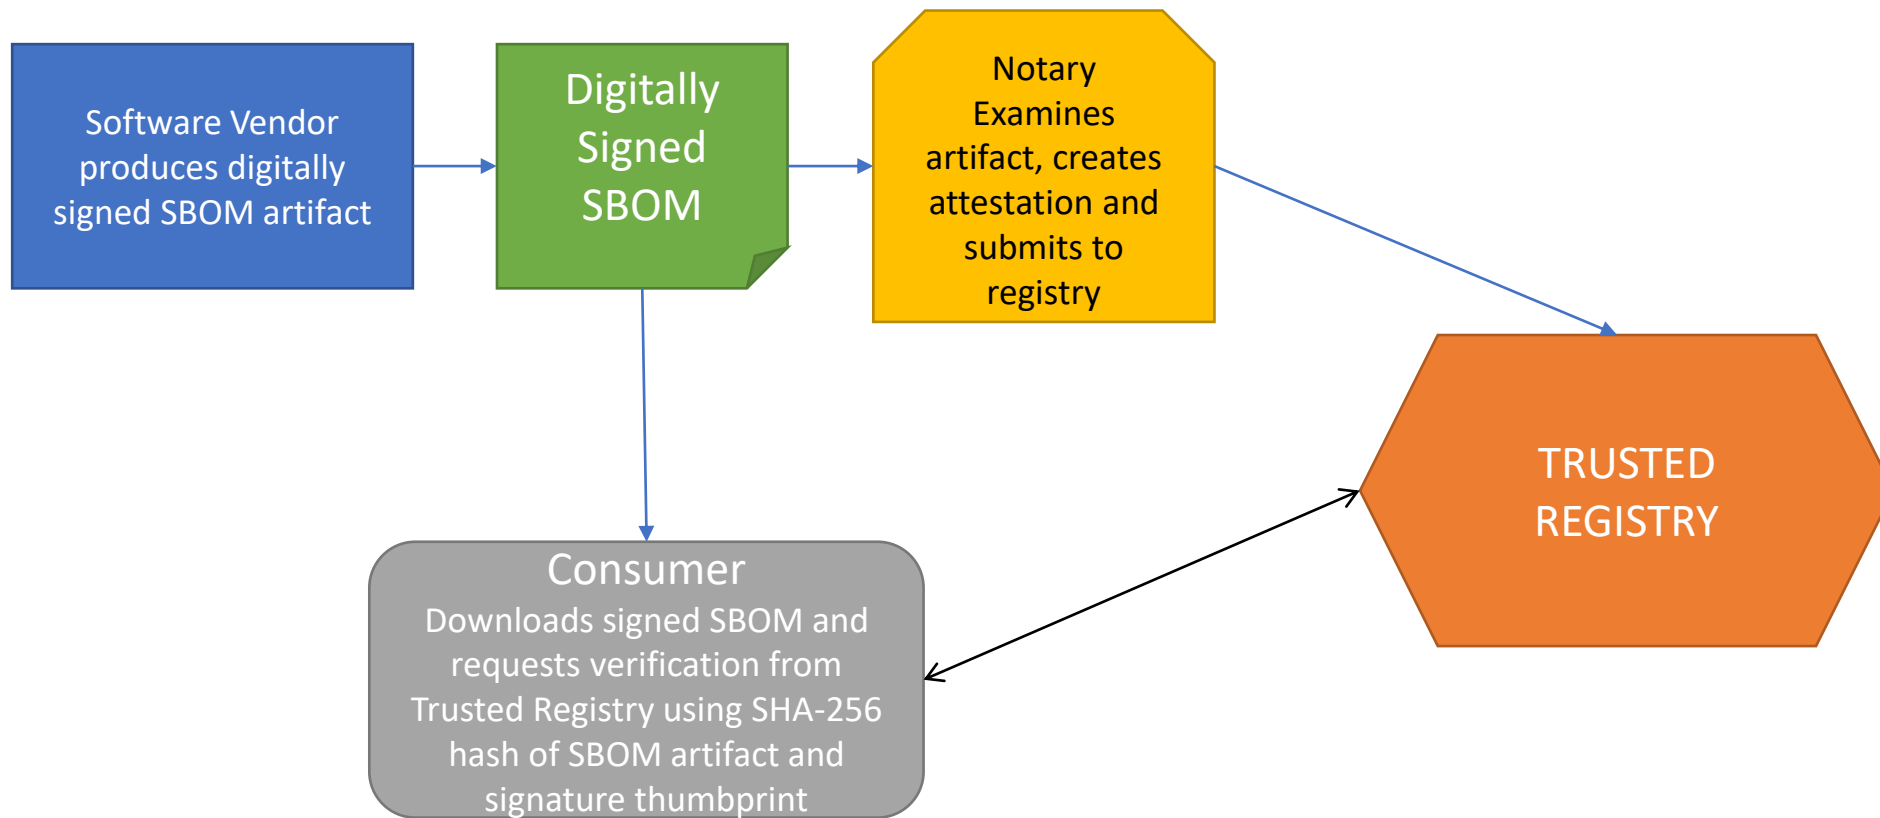 Software Vendor
produces digitally
signed SBOM artifact
Digitally
Signed
SBOM
Notary
Examines
artifact, creates
attestation and
submits to
registry
TRUSTED
REGISTRY
Consumer
Downloads signed SBOM and
requests verification from
Trusted Registry using SHA-256
hash of SBOM artifact and
signature thumbprint